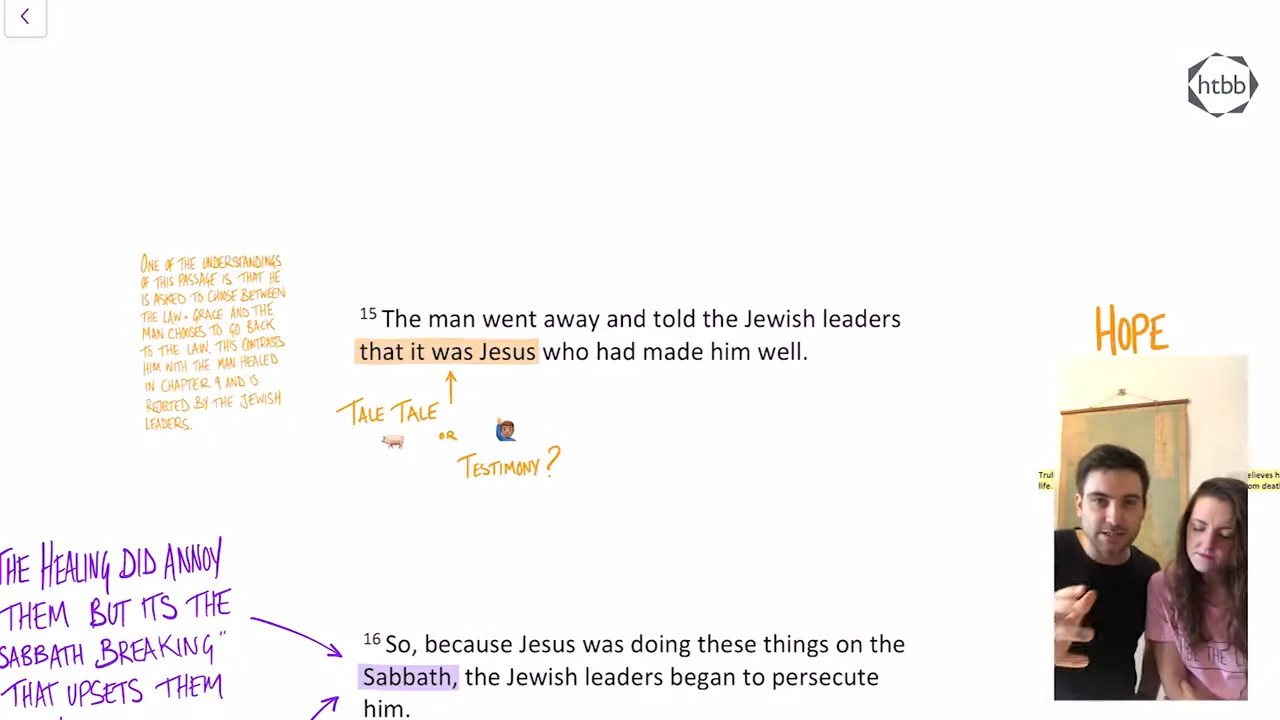 htbb
ONE OF THE UNDERSTANDINGS
OF THIS PASSAGE IS THAT HE
IS ASKED TO CHOOSE BETWEEN
THE LAW + GRACE AND THE
MAN CHOOSES TO GO BACK
TO THE LAW. THIS CONTRASTS
HIM WITH THE MAN HEALED
IN CHAPTER 9 AND IS
REJECTED BY THE JEWISH
LEADERS.
15 The man went away and told the Jewish leaders
that it was Jesus who had made him well.
TALE TALE
OR
TESTIMONY?
HOPE
life.
THE HEALING DID ANNOY
THEM BUT ITS THE
SABBATH BREAKING"
THAT UPSETS THEM
16 So, because Jesus was doing these things on the
Sabbath, the Jewish leaders began to persecute
him.